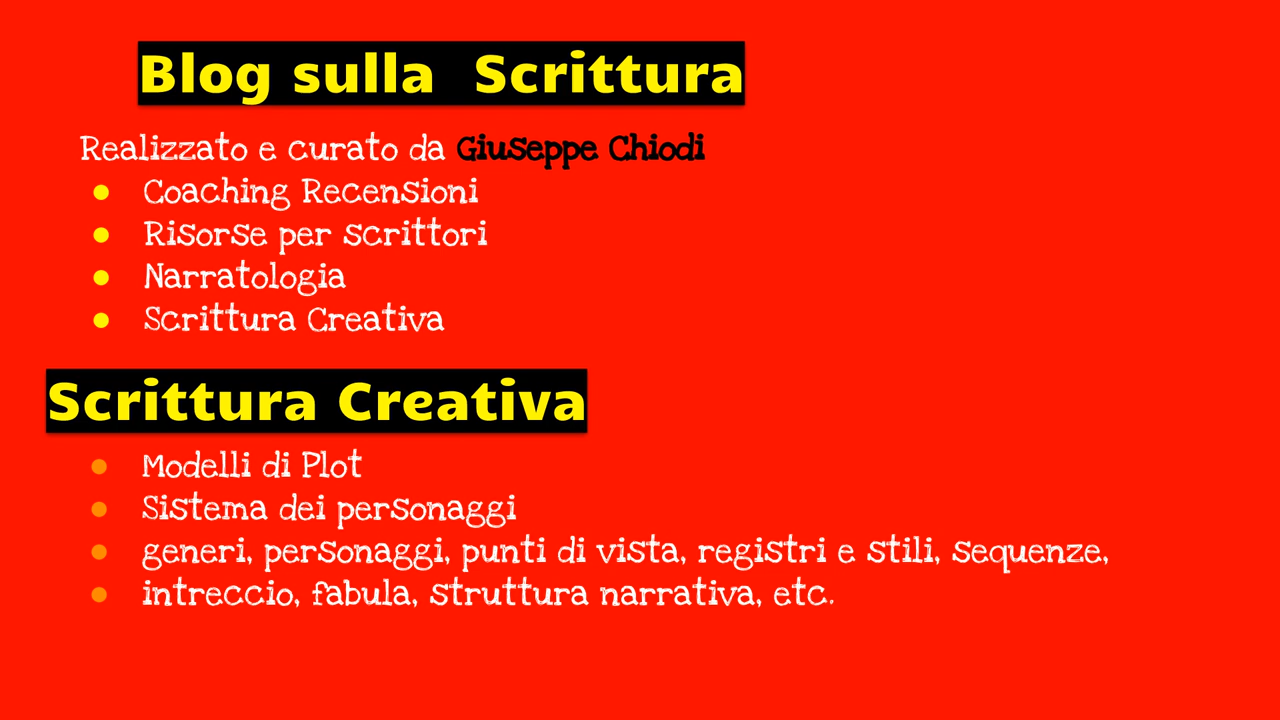 Blog sulla  Scrittura
Realizzato e curato da Giuseppe Chiodi
● Coaching Recensioni
● Risorse per scrittori
● Narratologia
● Scrittura Creativa
Scrittura Creativa
● Modelli di Plot
● Sistema dei personaggi
● generi, personaggi, punti di vista, registri e stili, sequenze,
● intreccio, fabula, struttura narrativa, etc.